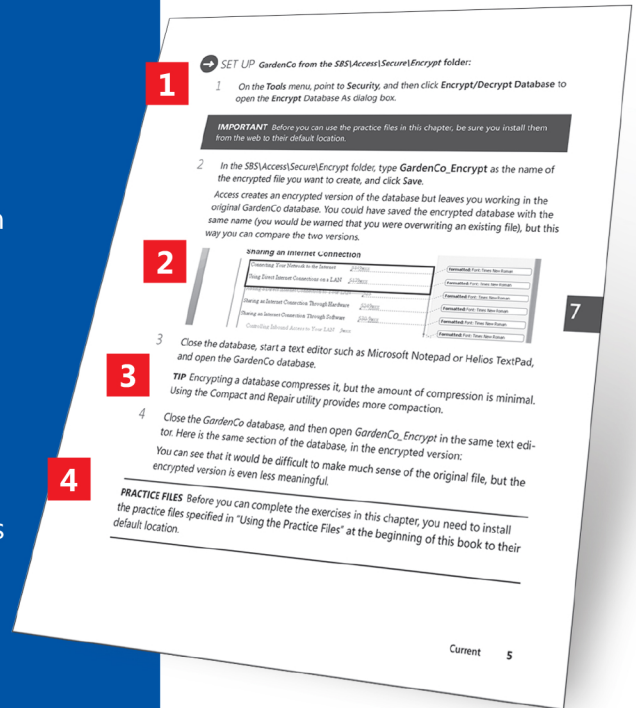 SET UP GardenCo from the SBS\Access\Secure\Encrypt folder:
1
1 On the Tools menu, point to Security, and then click Encrypt/Decrypt Database to
open the Encrypt Database As dialog box.
IMPORTANT Before you can use the practice files in this chapter, be sure you install them
from the web to their default location.
2 In the SBS\Access\Secure\Encrypt folder, type GardenCo_Encrypt as the name of
the encrypted file you want to create, and click Save.
Access creates an encrypted version of the database but leaves you working in the
original GardenCo database. You could have saved the encrypted database with the
same name (you would be warned that you were overwriting an existing file), but this
way you can compare the two versions.
n
2
Sharing an Internet Connection
Connecting Your Network to the Internet
Using Direct Internet Connections on a LAN
Sharing an Internet Connection Through Hardware
Sharing an Internet Connection Through Software
Controlling Inbound Access to Your LAN
Formatted: Font: Times New Roman
Formatted: Font: Times New Roman
Formatted: Font: Times New Roman
Formatted: Font: Times New Roman
Formatted: Font: Times New Roman
Formatted: Font: Times New Roman
7
3 Close the database, start a text editor such as Microsoft Notepad or Helios TextPad,
and open the GardenCo database.
3
TIP Encrypting a database compresses it, but the amount of compression is minimal.
Using the Compact and Repair utility provides more compaction.
4 Close the GardenCo database, and then open GardenCo_Encrypt in the same text edi-
tor. Here is the same section of the database, in the encrypted version:
You can see that it would be difficult to make much sense of the original file, but the
encrypted version is even less meaningful.
4
PRACTICE FILES Before you can complete the exercises in this chapter, you need to install
the practice files specified in "Using the Practice Files" at the beginning of this book to their
default location.
s
Current 5